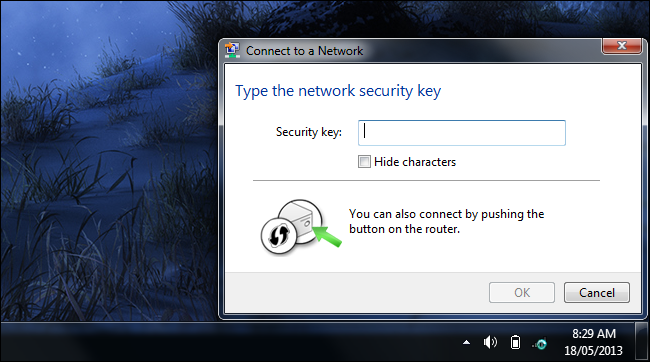 Connect to a Network
Type the network security key
Security key:
Hide characters
You can also connect by pushing the
button on the router.
OK
Cancel
8:29 AM
18/05/2013